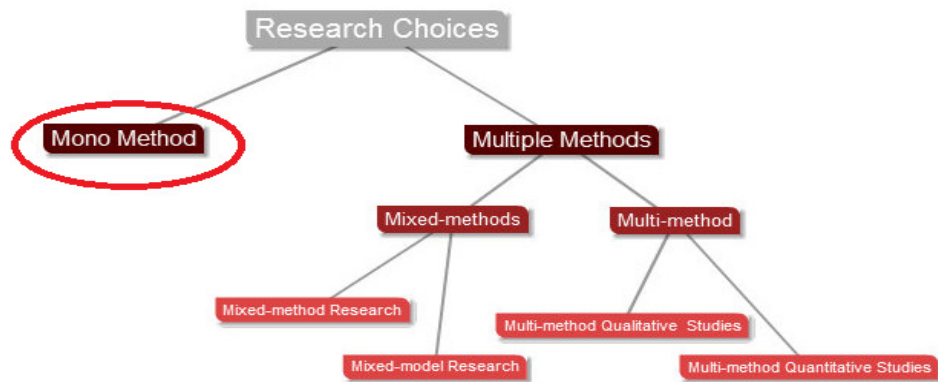 Research Choices
Mono Method
Multiple Methods
Mixed-methods
Multi-method
Mixed-method Research
Multi-method Qualitative Studies
Mixed-model Research
Multi-method Quantitative Studies